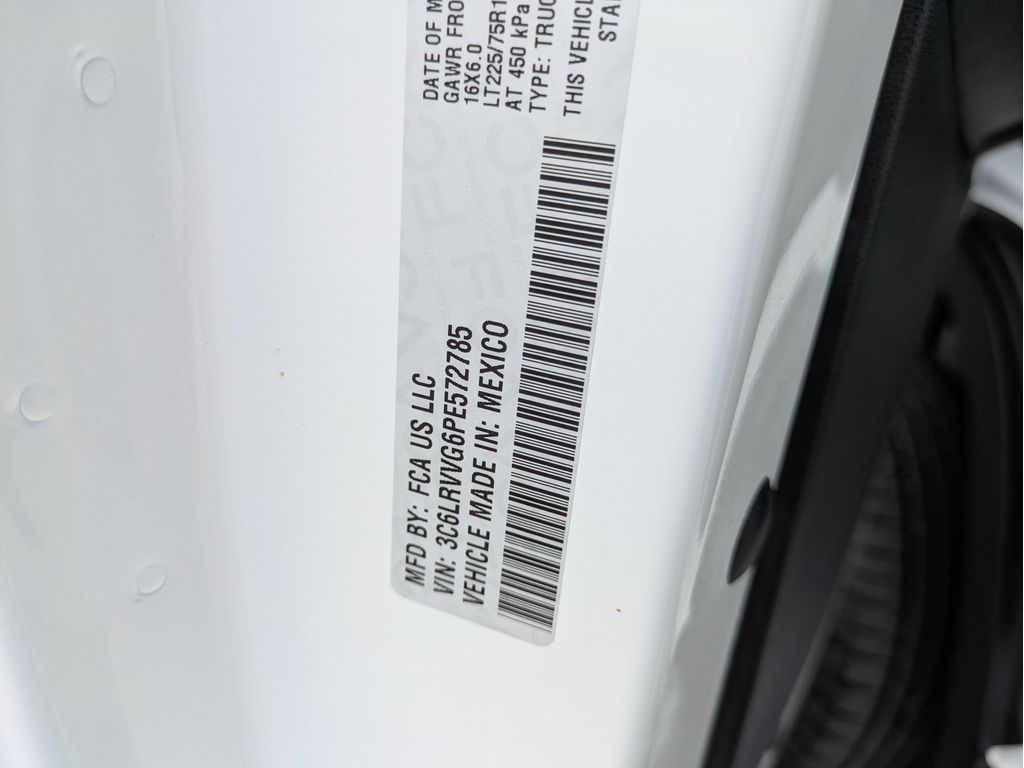 MFD BY: FCA US LLC
VIN: 3C6LRVVG6PE572785
VEHICLE MADE IN: MEXICO
DATE OF M
GAWR FRO
16X6.0
LT225/75R1
AT 450 kPa
TYPE: TRUC
THIS VEHICL
STA